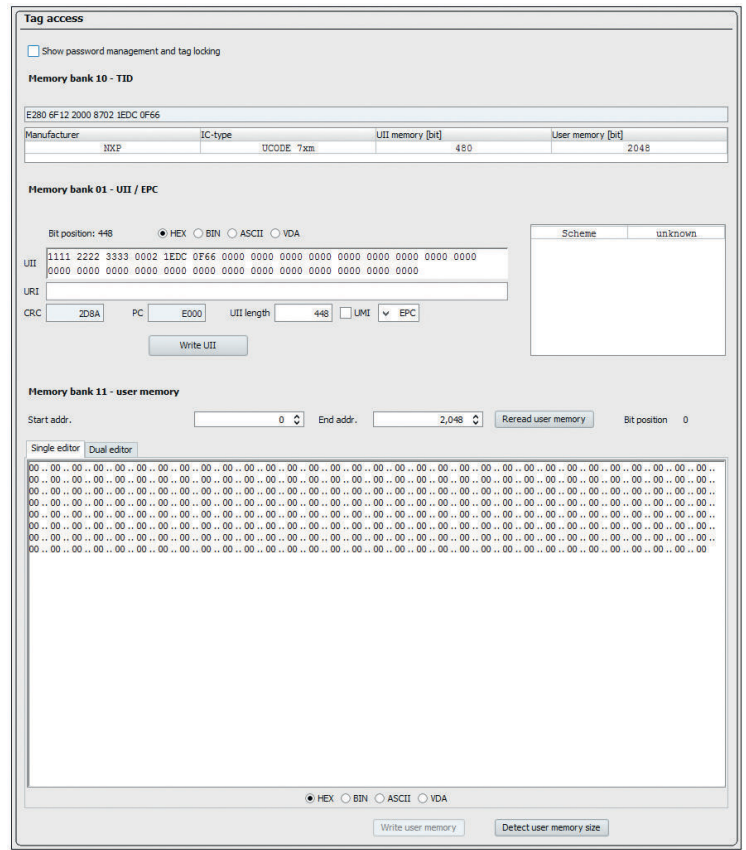 Tag access
Show password management and tag locking
Memory bank 10 - TID
E280 6F12 2000 8702 1EDC 0F66
Manufacturer IC-type UII memory [bit] User memory [bit]
NXP UCODE 7xm 480 2048
Memory bank 01 - UII / EPC
Bit position: 448 HEX BIN ASCII VDA Scheme unknown
UII 1111 2222 3333 0002 1EDC 0F66 0000 0000 0000 0000 0000 0000 0000 0000 0000
0000 0000 0000 0000 0000 0000 0000 0000 0000 0000 0000 0000 0000
URI
CRC 2D8A PC E000 UII length 448 UMI EPC
Write UII
Memory bank 11 - user memory
Start addr. 0 End addr. 2,048 Reread user memory Bit position 0
Single editor Dual editor
00 .. 00 .. 00 .. 00 .. 00 .. 00 .. 00 .. 00 .. 00 .. 00 .. 00 .. 00 .. 00 .. 00 .. 00 .. 00 .. 00 .. 00 .. 00 .. 00 .. 00 .. 00 .. 00 .. 00 .. 00 .. 00 .. 00 .. 00 .. 00 .. 00 .. 00 .. 00 ..
00 .. 00 .. 00 .. 00 .. 00 .. 00 .. 00 .. 00 .. 00 .. 00 .. 00 .. 00 .. 00 .. 00 .. 00 .. 00 .. 00 .. 00 .. 00 .. 00 .. 00 .. 00 .. 00 .. 00 .. 00 .. 00 .. 00 .. 00 .. 00 .. 00 .. 00 .. 00 ..
00 .. 00 .. 00 .. 00 .. 00 .. 00 .. 00 .. 00 .. 00 .. 00 .. 00 .. 00 .. 00 .. 00 .. 00 .. 00 .. 00 .. 00 .. 00 .. 00 .. 00 .. 00 .. 00 .. 00 .. 00 .. 00 .. 00 .. 00 .. 00 .. 00 .. 00 .. 00 ..
00 .. 00 .. 00 .. 00 .. 00 .. 00 .. 00 .. 00 .. 00 .. 00 .. 00 .. 00 .. 00 .. 00 .. 00 .. 00 .. 00 .. 00 .. 00 .. 00 .. 00 .. 00 .. 00 .. 00 .. 00 .. 00 .. 00 .. 00 .. 00 .. 00 .. 00 .. 00 ..
00 .. 00 .. 00 .. 00 .. 00 .. 00 .. 00 .. 00 .. 00 .. 00 .. 00 .. 00 .. 00 .. 00 .. 00 .. 00 .. 00 .. 00 .. 00 .. 00 .. 00 .. 00 .. 00 .. 00 .. 00 .. 00 .. 00 .. 00 .. 00 .. 00 .. 00 .. 00 ..
00 .. 00 .. 00 .. 00 .. 00 .. 00 .. 00 .. 00 .. 00 .. 00 .. 00 .. 00 .. 00 .. 00 .. 00 .. 00 .. 00 .. 00 .. 00 .. 00 .. 00 .. 00 .. 00 .. 00 .. 00 .. 00 .. 00 .. 00 .. 00 .. 00 .. 00 .. 00 ..
00 .. 00 .. 00 .. 00 .. 00 .. 00 .. 00 .. 00 .. 00 .. 00 .. 00 .. 00 .. 00 .. 00 .. 00 .. 00 .. 00 .. 00 .. 00 .. 00 .. 00 .. 00 .. 00 .. 00 .. 00 .. 00 .. 00 .. 00 .. 00 .. 00 .. 00 .. 00 ..
00 .. 00 .. 00 .. 00 .. 00 .. 00 .. 00 .. 00 .. 00 .. 00 .. 00 .. 00 .. 00 .. 00 .. 00 .. 00 .. 00 .. 00 .. 00 .. 00 .. 00 .. 00 .. 00 .. 00 .. 00 .. 00 .. 00 .. 00 .. 00 .. 00 .. 00 .. 00
HEX BIN ASCII VDA
Write user memory Detect user memory size